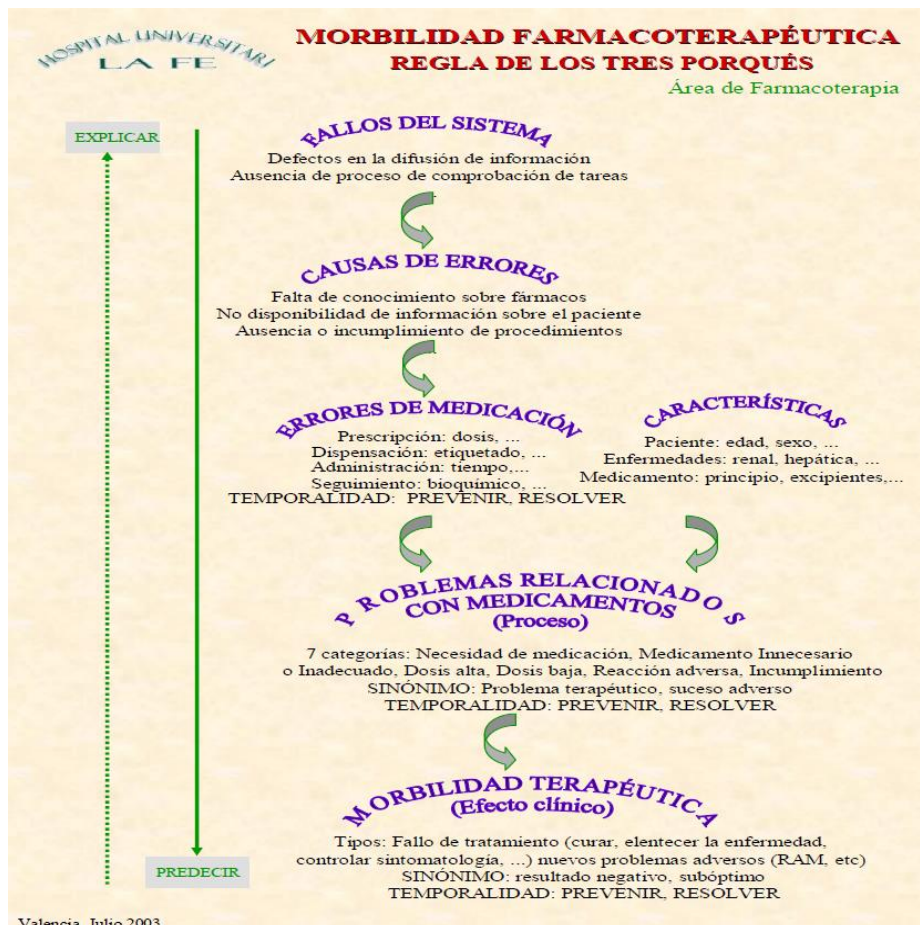 HOSPITAL UNIVERSITARI
LA FE
MORBILIDAD FARMACOTERAPÉUTICA
REGLA DE LOS TRES PORQUÉS
Área de Farmacoterapia
EXPLICAR
FALLOS DEL SISTEMA
Defectos en la difusión de información
Ausencia de proceso de comprobación de tareas
CAUSAS DE ERRORES
Falta de conocimiento sobre fármacos
No disponibilidad de información sobre el paciente
Ausencia o incumplimiento de procedimientos
ERRORES DE MEDICACIÓN
Prescripción: dosis, ...
Dispensación: etiquetado, ...
Administración: tiempo,...
Seguimiento: bioquímico, ...
TEMPORALIDAD: PREVENIR, RESOLVER
CARACTERÍSTICAS
Paciente: edad, sexo, ...
Enfermedades: renal, hepática, ...
Medicamento: principio, excipientes,...
PROBLEMAS RELACIONADOS
CON MEDICAMENTOS
(Proceso)
7 categorías: Necesidad de medicación, Medicamento Innecesario
o Inadecuado, Dosis alta, Dosis baja, Reacción adversa, Incumplimiento
SINÓNIMO: Problema terapéutico, suceso adverso
TEMPORALIDAD: PREVENIR, RESOLVER
MORBILIDAD TERAPÉUTICA
(Efecto clínico)
Tipos: Fallo de tratamiento (curar, elentecer la enfermedad,
controlar sintomatología, ...) nuevos problemas adversos (RAM, etc)
SINÓNIMO: resultado negativo, subóptimo
TEMPORALIDAD: PREVENIR, RESOLVER
PREDECIR
Valencia, Julio 2003